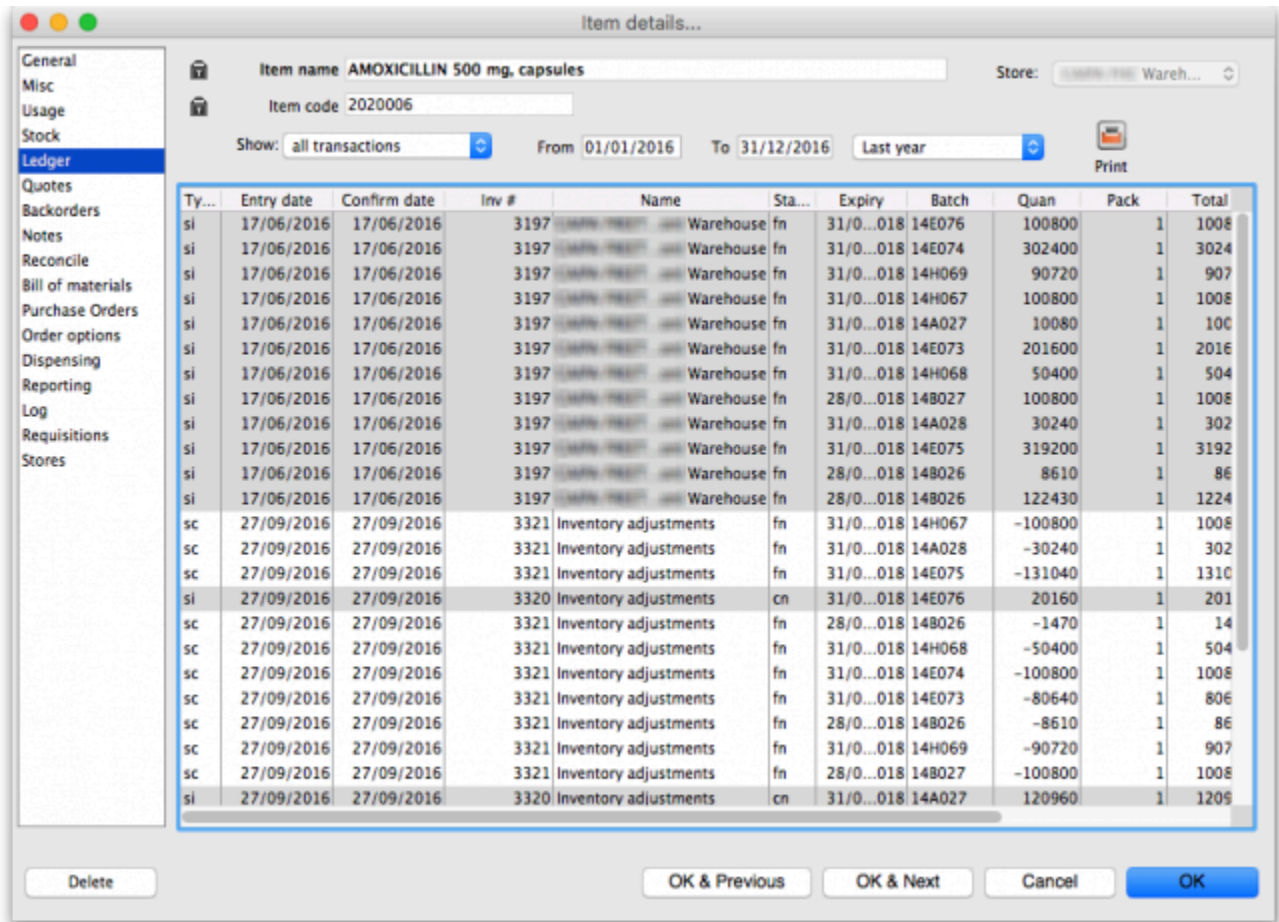 Item details...
General
Misc
Usage
Stock
Ledger
Quotes
Backorders
Notes
Reconcile
Bill of materials
Purchase Orders
Order options
Dispensing
Reporting
Log
Requisitions
Stores
Item name AMOXICILLIN 500 mg, capsules Store: Wareh...
Item code 2020006
Show: all transactions From 01/01/2016 To 31/12/2016 Last year
Print
Ty... Entry date Confirm date Inv # Name Sta... Expiry Batch Quan Pack Total
si 17/06/2016 17/06/2016 3197 Warehouse fn 31/0...018 14E076 100800 1 1008
si 17/06/2016 17/06/2016 3197 Warehouse fn 31/0...018 14E074 302400 1 3024
si 17/06/2016 17/06/2016 3197 Warehouse fn 31/0...018 14H069 90720 1 907
si 17/06/2016 17/06/2016 3197 Warehouse fn 31/0...018 14H067 100800 1 1008
si 17/06/2016 17/06/2016 3197 Warehouse fn 31/0...018 14A027 10080 1 100
si 17/06/2016 17/06/2016 3197 Warehouse fn 31/0...018 14E073 201600 1 2016
si 17/06/2016 17/06/2016 3197 Warehouse fn 31/0...018 14H068 50400 1 504
si 17/06/2016 17/06/2016 3197 Warehouse fn 28/0...018 14B027 100800 1 1008
si 17/06/2016 17/06/2016 3197 Warehouse fn 31/0...018 14A028 30240 1 302
si 17/06/2016 17/06/2016 3197 Warehouse fn 31/0...018 14E075 319200 1 3192
si 17/06/2016 17/06/2016 3197 Warehouse fn 28/0...018 14B026 8610 1 86
si 17/06/2016 17/06/2016 3197 Warehouse fn 28/0...018 14B026 122430 1 1224
sc 27/09/2016 27/09/2016 3321 Inventory adjustments fn 31/0...018 14H067 -100800 1 1008
sc 27/09/2016 27/09/2016 3321 Inventory adjustments fn 31/0...018 14A028 -30240 1 302
sc 27/09/2016 27/09/2016 3321 Inventory adjustments fn 31/0...018 14E075 -131040 1 1310
si 27/09/2016 27/09/2016 3320 Inventory adjustments cn 31/0...018 14E076 20160 1 201
sc 27/09/2016 27/09/2016 3321 Inventory adjustments fn 28/0...018 14B026 -1470 1 14
sc 27/09/2016 27/09/2016 3321 Inventory adjustments fn 31/0...018 14H068 -50400 1 504
sc 27/09/2016 27/09/2016 3321 Inventory adjustments fn 31/0...018 14E074 -100800 1 1008
sc 27/09/2016 27/09/2016 3321 Inventory adjustments fn 31/0...018 14E073 -80640 1 806
sc 27/09/2016 27/09/2016 3321 Inventory adjustments fn 28/0...018 14B026 -8610 1 86
sc 27/09/2016 27/09/2016 3321 Inventory adjustments fn 31/0...018 14H069 -90720 1 907
sc 27/09/2016 27/09/2016 3321 Inventory adjustments fn 28/0...018 14B027 -100800 1 1008
si 27/09/2016 27/09/2016 3320 Inventory adjustments cn 31/0...018 14A027 120960 1 1209
Delete OK & Previous OK & Next Cancel OK